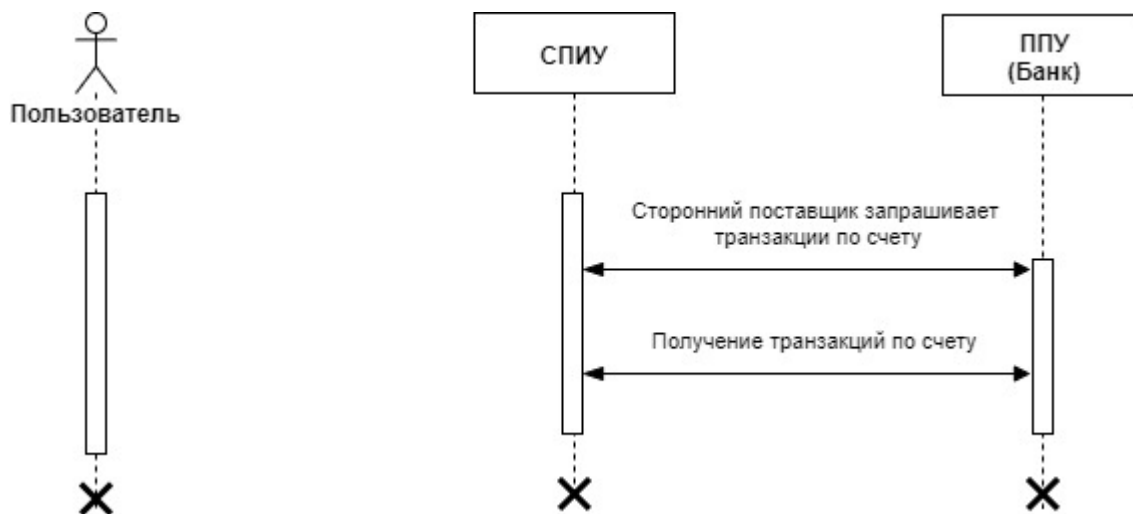 Пользователь
СПИУ
ППУ
(Банк)
Сторонний поставщик запрашивает
транзакции по счету
Получение транзакций по счету